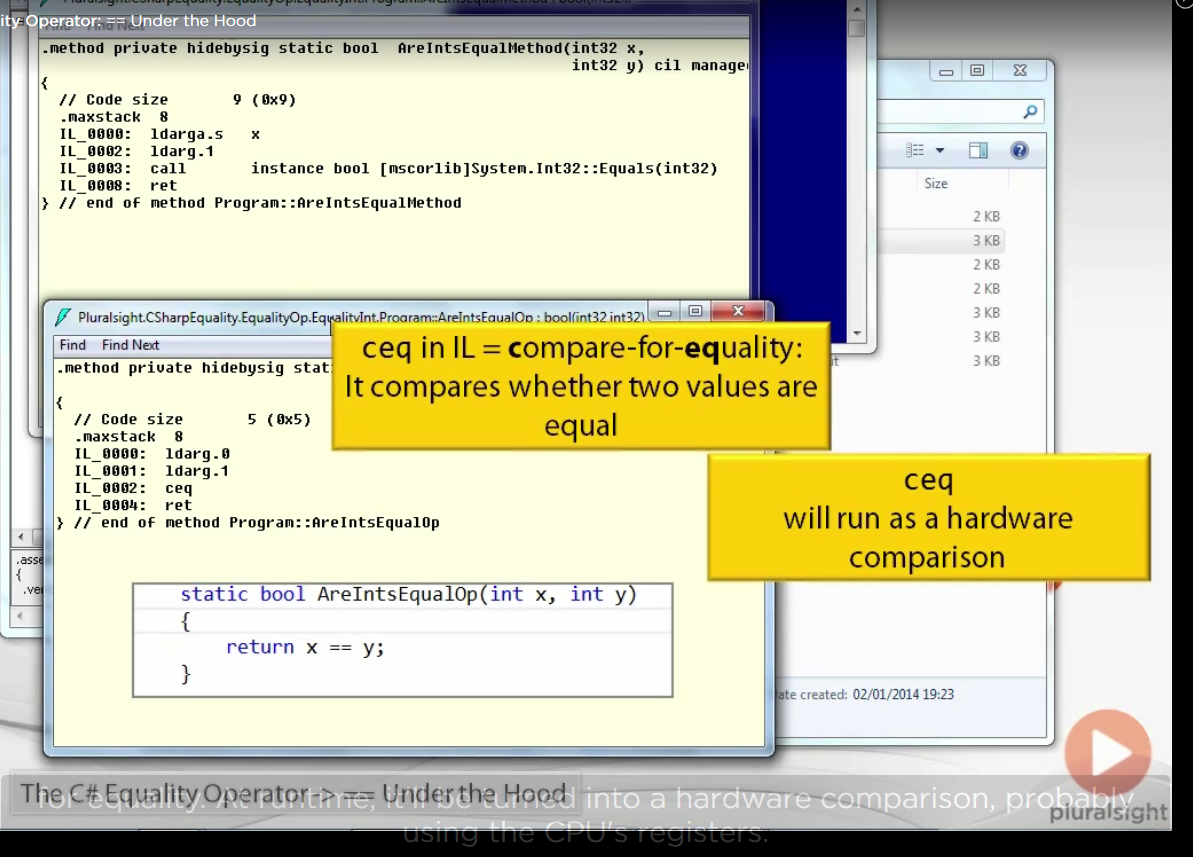 ity Operator: == Under the Hood
Find Find Next
.method private hidebysig static bool AreIntsEqualMethod(int32 x,
int32 y) cil manage
{
// Code size 9 (0x9)
.maxstack 8
IL_0000: ldarga.s x
IL_0002: ldarg.1
IL_0003: call instance bool [mscorlib]System.Int32::Equals(int32)
IL_0008: ret
} // end of method Program::AreIntsEqualMethod
Size
2 KB
3 KB
2 KB
2 KB
3 KB
3 KB
3 KB
Pluralsight.CSharpEquality.EqualityOp.EqualityInt.Program::AreIntsEqualOp : bool(int32,int32)
Find Find Next
.method private hidebysig stat
{
// Code size 5 (0x5)
.maxstack 8
IL_0000: ldarg.0
IL_0001: ldarg.1
IL_0002: ceq
IL_0004: ret
} // end of method Program::AreIntsEqualOp
ceq in IL = compare-for-equality:
It compares whether two values are
equal
ceq
will run as a hardware
comparison
.asse
{
.ve
static bool AreIntsEqualOp(int x, int y)
{
return x == y;
}
ate created: 02/01/2014 19:23
The C# Equality Operator -> == Under the Hood
for equality. At runtime, it'll be turned into a hardware comparison, probably
using the CPU's registers.
pluralsight